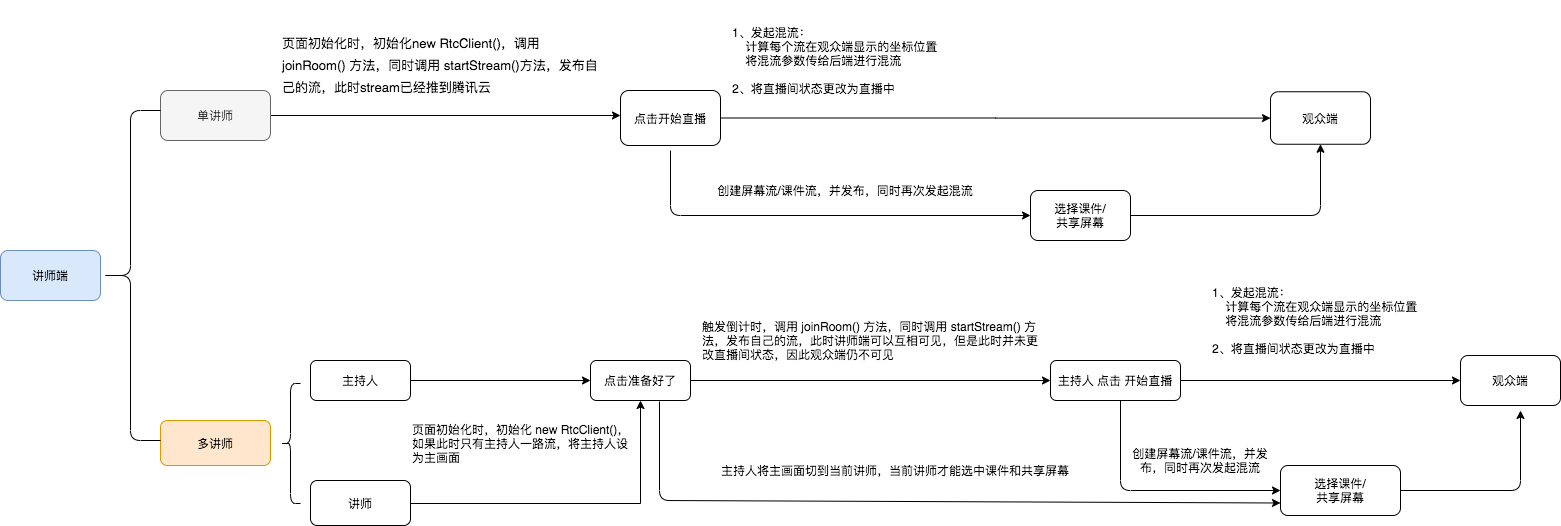 页面初始化时，初始化new RtcClient()，调用
joinRoom() 方法，同时调用 startStream()方法，发布自
己的流，此时stream已经推到腾讯云
1、发起混流：
计算每个流在观众端显示的坐标位置
将混流参数传给后端进行混流
2、将直播间状态更改为直播中
单讲师
点击开始直播
观众端
创建屏幕流/课件流，并发布，同时再次发起混流
选择课件/
共享屏幕
讲师端
1、发起混流：
计算每个流在观众端显示的坐标位置
将混流参数传给后端进行混流
2、将直播间状态更改为直播中
触发倒计时，调用 joinRoom() 方法，同时调用 startStream() 方
法，发布自己的流，此时讲师端可以互相可见，但是此时并未更
改直播间状态，因此观众端仍不可见
主持人
点击准备好了
主持人 点击 开始直播
观众端
多讲师
页面初始化时，初始化 new RtcClient()，
如果此时只有主持人一路流，将主持人设
为主画面
创建屏幕流/课件流，并发
布，同时再次发起混流
主持人将主画面切到当前讲师，当前讲师才能选中课件和共享屏幕
选择课件/
共享屏幕
讲师